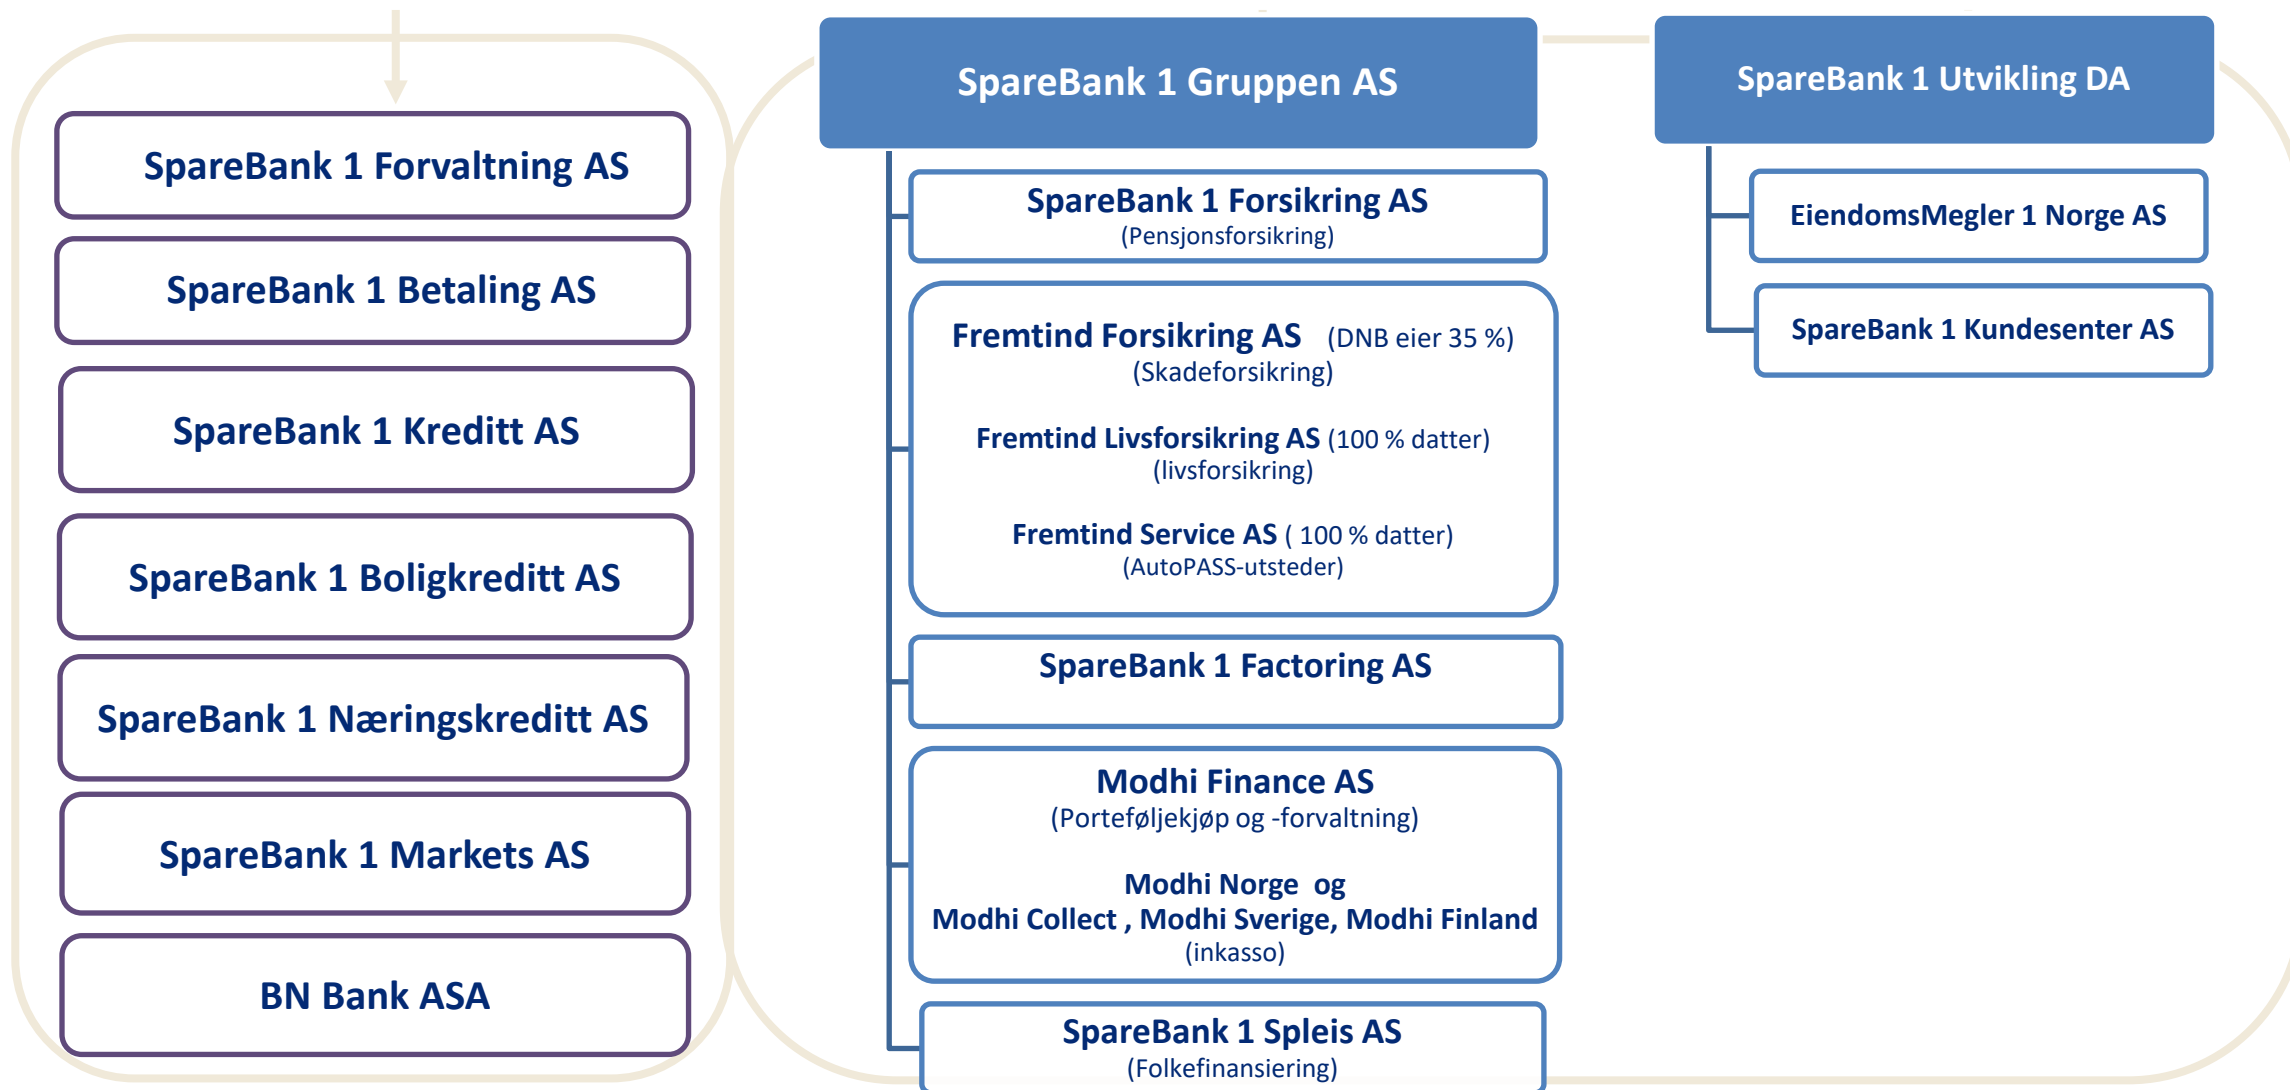 SpareBank 1 Forvaltning AS
SpareBank 1 Betaling AS
SpareBank 1 Kreditt AS
SpareBank 1 Boligkreditt AS
SpareBank 1 Næringskreditt AS
SpareBank 1 Markets AS
BN Bank ASA
SpareBank 1 Gruppen AS
SpareBank 1 Forsikring AS
(Pensjonsforsikring)
Fremtind Forsikring AS (DNB eier 35 %)
(Skadeforsikring)
Fremtind Livsforsikring AS (100 % datter)
(livsforsikring)
Fremtind Service AS ( 100 % datter)
(AutoPASS-utsteder)
SpareBank 1 Factoring AS
Modhi Finance AS
(Porteføljekjøp og -forvaltning)
Modhi Norge og
Modhi Collect , Modhi Sverige, Modhi Finland
(inkasso)
SpareBank 1 Spleis AS
(Folkefinansiering)
SpareBank 1 Utvikling DA
EiendomsMegler 1 Norge AS
SpareBank 1 Kundesenter AS